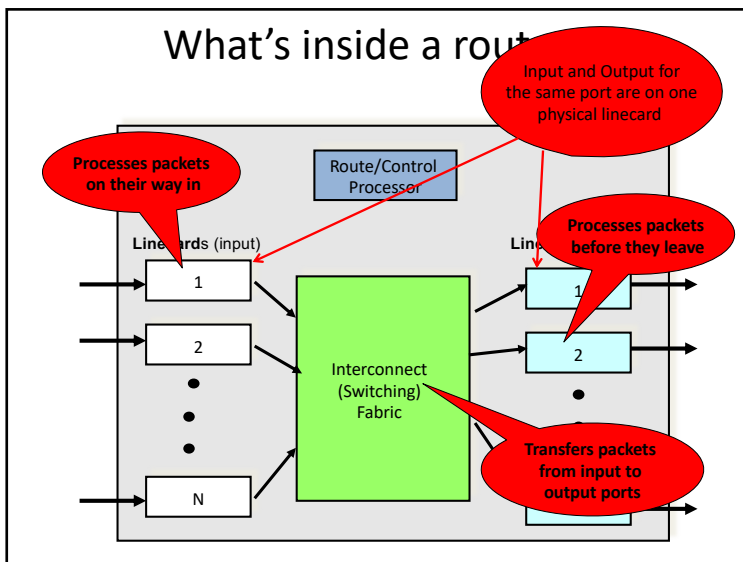 What's inside a rout
Input and Output for
the same port are on one
physical linecard
Route/Control
Processor
Processes packets
on their way in
Processes packets
before they leave
Linecards (input)
Line
1
1
2
2
Interconnect
(Switching)
Fabric
Transfers packets
from input to
output ports
N